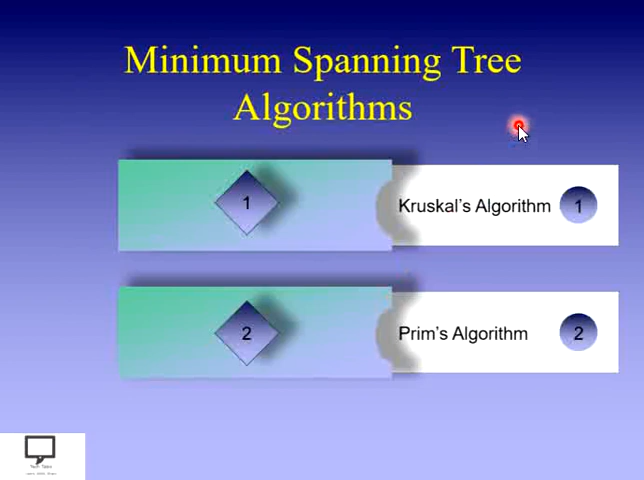 Minimum Spanning Tree
Algorithms
1
Kruskal's Algorithm
1
2
Prim's Algorithm
2